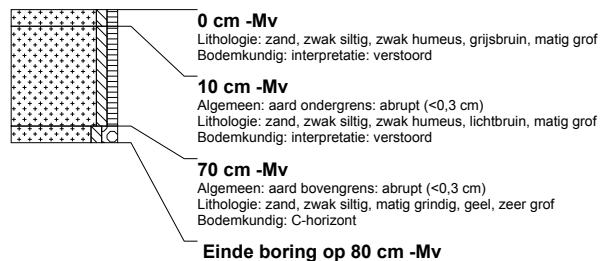 0 cm -Mv
Lithologie: zand, zwak siltig, zwak humeus, grijsbruin, matig grof
Bodemkundig: interpretatie: verstoord
10 cm -Mv
Algemeen: aard ondergrens: abrupt (<0,3 cm)
Lithologie: zand, zwak siltig, zwak humeus, lichtbruin, matig grof
Bodemkundig: interpretatie: verstoord
70 cm -Mv
Algemeen: aard bovengrens: abrupt (<0,3 cm)
Lithologie: zand, zwak siltig, matig grindig, geel, zeer grof
Bodemkundig: C-horizont
Einde boring op 80 cm -Mv